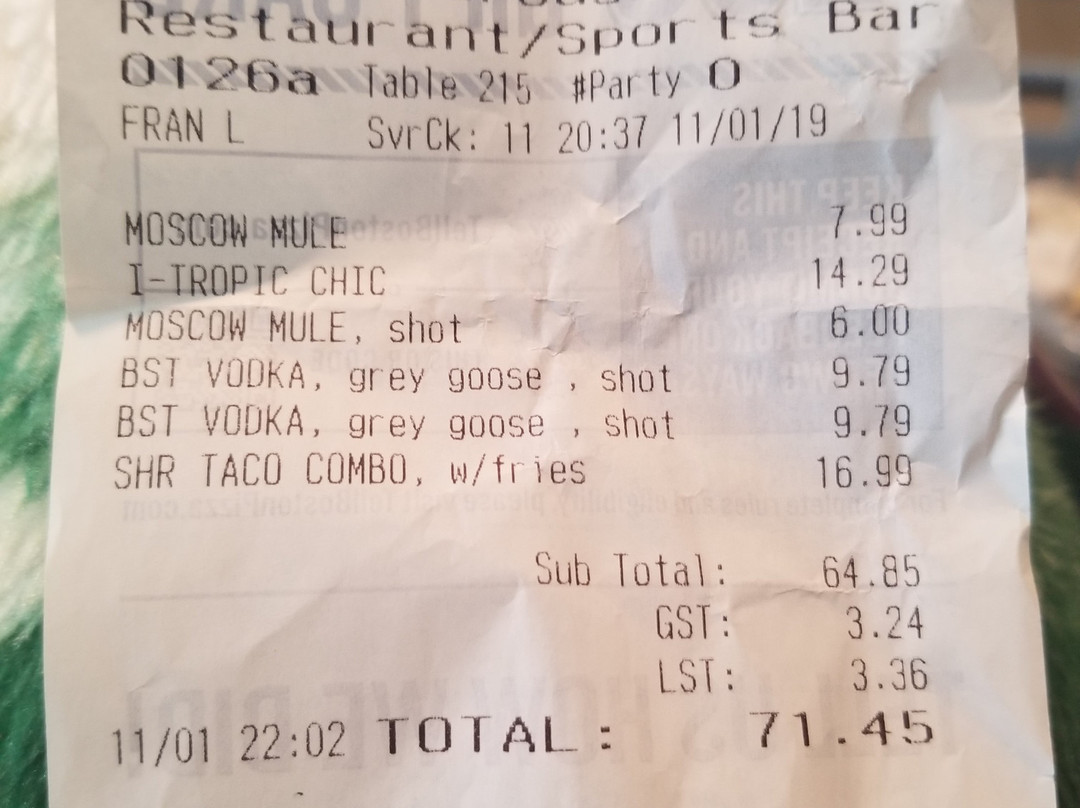 Restaurant/Sports Bar
0126a Table 215 #Party 0
FRAN L SvrCk: 11 20:37 11/01/19
MOSCOW MULE 7.99
I-TROPIC CHIC 14.29
MOSCOW MULE, shot 6.00
BST VODKA, grey goose , shot 9.79
BST VODKA, grey goose , shot 9.79
SHR TACO COMBO, w/fries 16.99
Sub Total: 64.85
GST: 3.24
LST: 3.36
11/01 22:02 TOTAL: 71.45